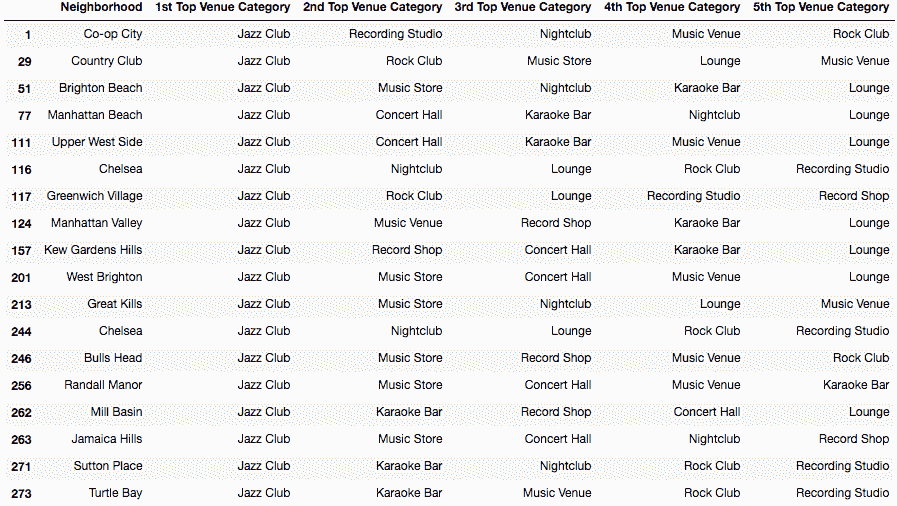 Neighborhood 1st Top Venue Category 2nd Top Venue Category 3rd Top Venue Category 4th Top Venue Category 5th Top Venue Category
1 Co-op City Jazz Club Recording Studio Nightclub Music Venue Rock Club
29 Country Club Jazz Club Rock Club Music Store Lounge Music Venue
51 Brighton Beach Jazz Club Music Store Nightclub Karaoke Bar Lounge
77 Manhattan Beach Jazz Club Concert Hall Karaoke Bar Nightclub Lounge
111 Upper West Side Jazz Club Concert Hall Karaoke Bar Music Venue Lounge
116 Chelsea Jazz Club Nightclub Lounge Rock Club Recording Studio
117 Greenwich Village Jazz Club Rock Club Lounge Recording Studio Record Shop
124 Manhattan Valley Jazz Club Music Venue Record Shop Karaoke Bar Lounge
157 Kew Gardens Hills Jazz Club Record Shop Concert Hall Karaoke Bar Lounge
201 West Brighton Jazz Club Music Store Concert Hall Music Venue Lounge
213 Great Kills Jazz Club Music Store Nightclub Lounge Music Venue
244 Chelsea Jazz Club Nightclub Lounge Rock Club Recording Studio
246 Bulls Head Jazz Club Music Store Record Shop Music Venue Rock Club
256 Randall Manor Jazz Club Music Store Concert Hall Music Venue Karaoke Bar
262 Mill Basin Jazz Club Karaoke Bar Record Shop Concert Hall Lounge
263 Jamaica Hills Jazz Club Music Store Concert Hall Nightclub Record Shop
271 Sutton Place Jazz Club Karaoke Bar Nightclub Rock Club Recording Studio
273 Turtle Bay Jazz Club Karaoke Bar Music Venue Rock Club Recording Studio